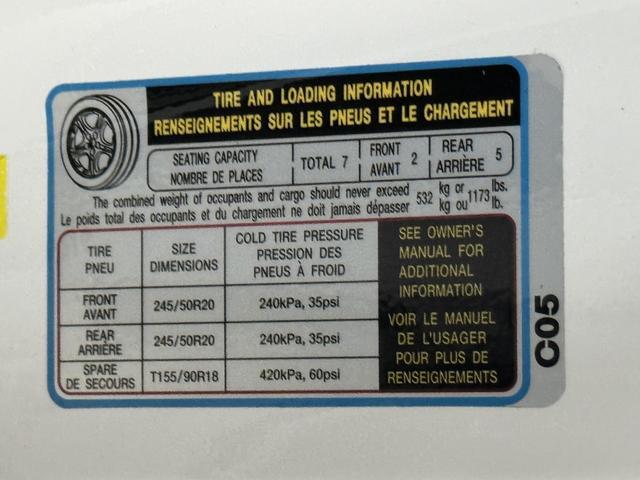 TIRE AND LOADING INFORMATION
RENSEIGNEMENTS SUR LES PNEUS ET LE CHARGEMENT
SEATING CAPACITY
NOMBRE DE PLACES
TOTAL 7
FRONT
AVANT 2
REAR
ARRIÈRE 5
The combined weight of occupants and cargo should never exceed 532 kg or 1173 lbs.
Le poids total des occupants et du chargement ne doit jamais dépasser kg ou lb.
TIRE
PNEU
SIZE
DIMENSIONS
COLD TIRE PRESSURE
PRESSION DES
PNEUS À FROID
FRONT
AVANT
245/50R20
240kPa, 35psi
REAR
ARRIÈRE
245/50R20
240kPa, 35psi
SPARE
DE SECOURS
T155/90R18
420kPa, 60psi
SEE OWNER'S
MANUAL FOR
ADDITIONAL
INFORMATION
VOIR LE MANUEL
DE L'USAGER
POUR PLUS DE
RENSEIGNEMENTS
C05